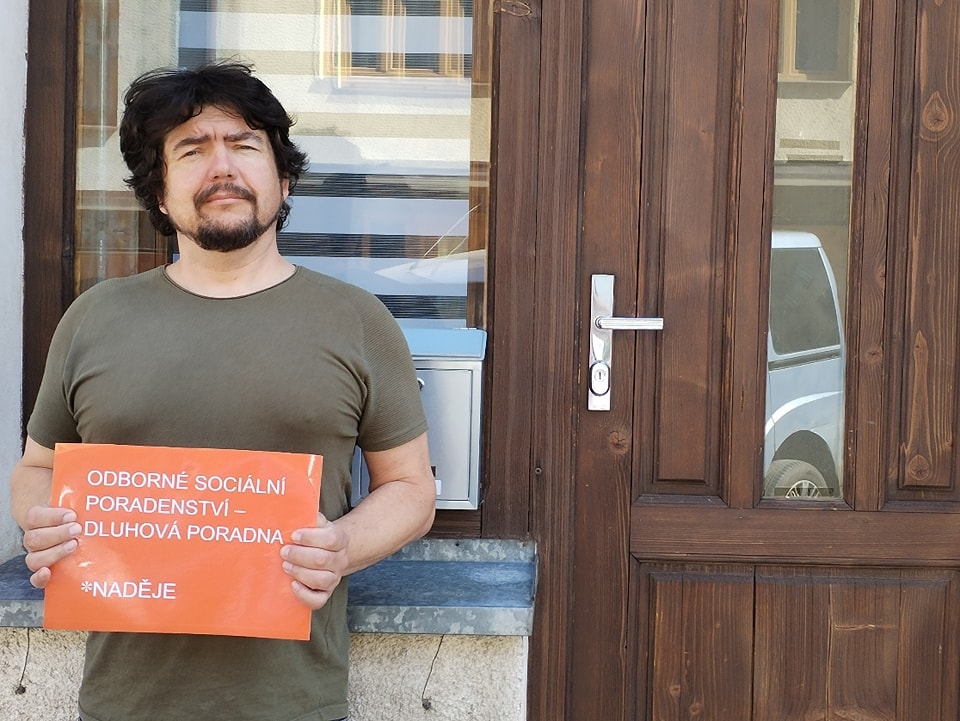 ODBORNÉ SOCIÁLNÍ
PORADENSTVÍ –
DLUHOVÁ PORADNA
*NADĚJE